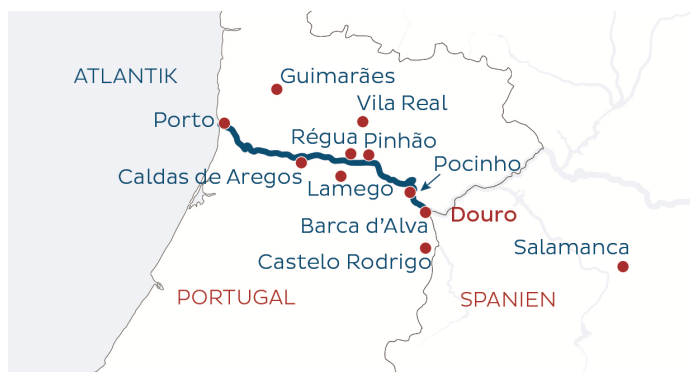 ATLANTIK
Guimarães
Vila Real
Porto
Régua
Pinhão
Pocinho
Caldas de Aregos
Lamego
Barca d’Alva
Douro
Salamanca
Castelo Rodrigo
PORTUGAL
SPANIEN